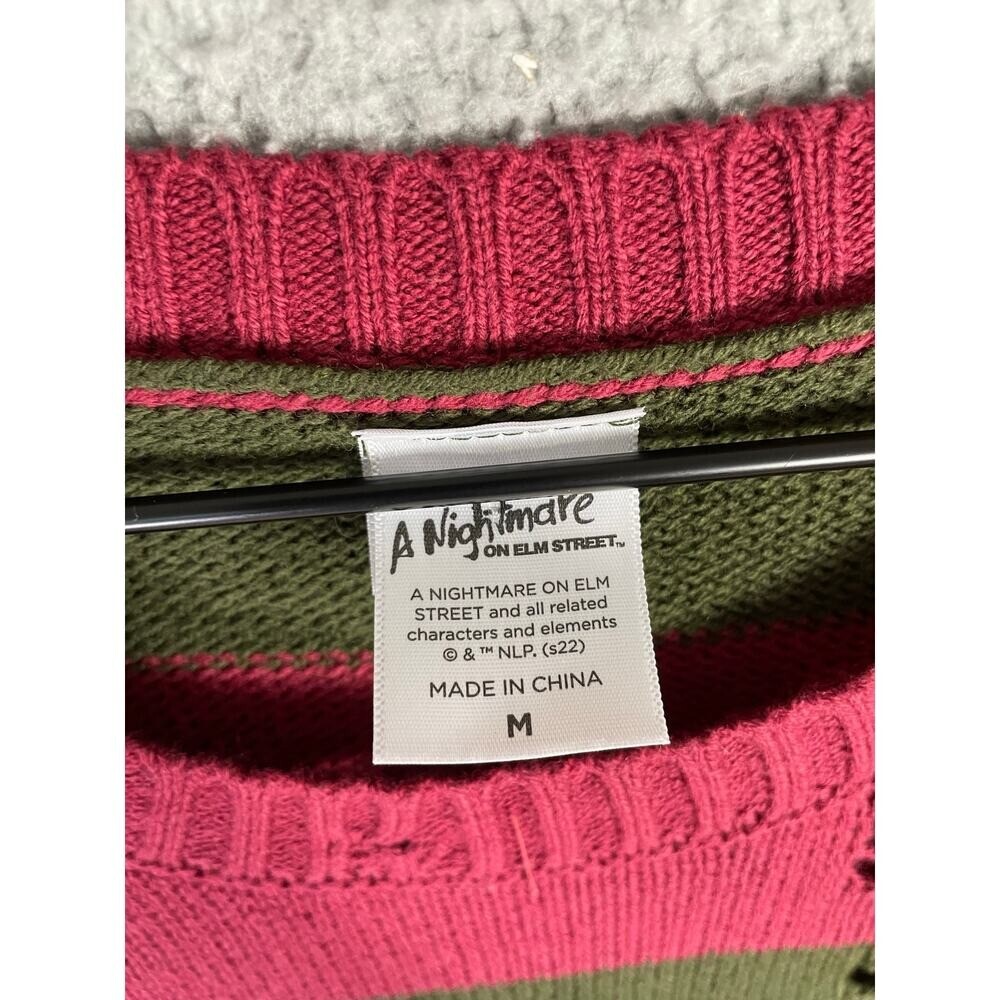 A Nightmare
ON ELM STREET™
A NIGHTMARE ON ELM
STREET and all related
characters and elements
© & ™ NLP. (s22)
MADE IN CHINA
M